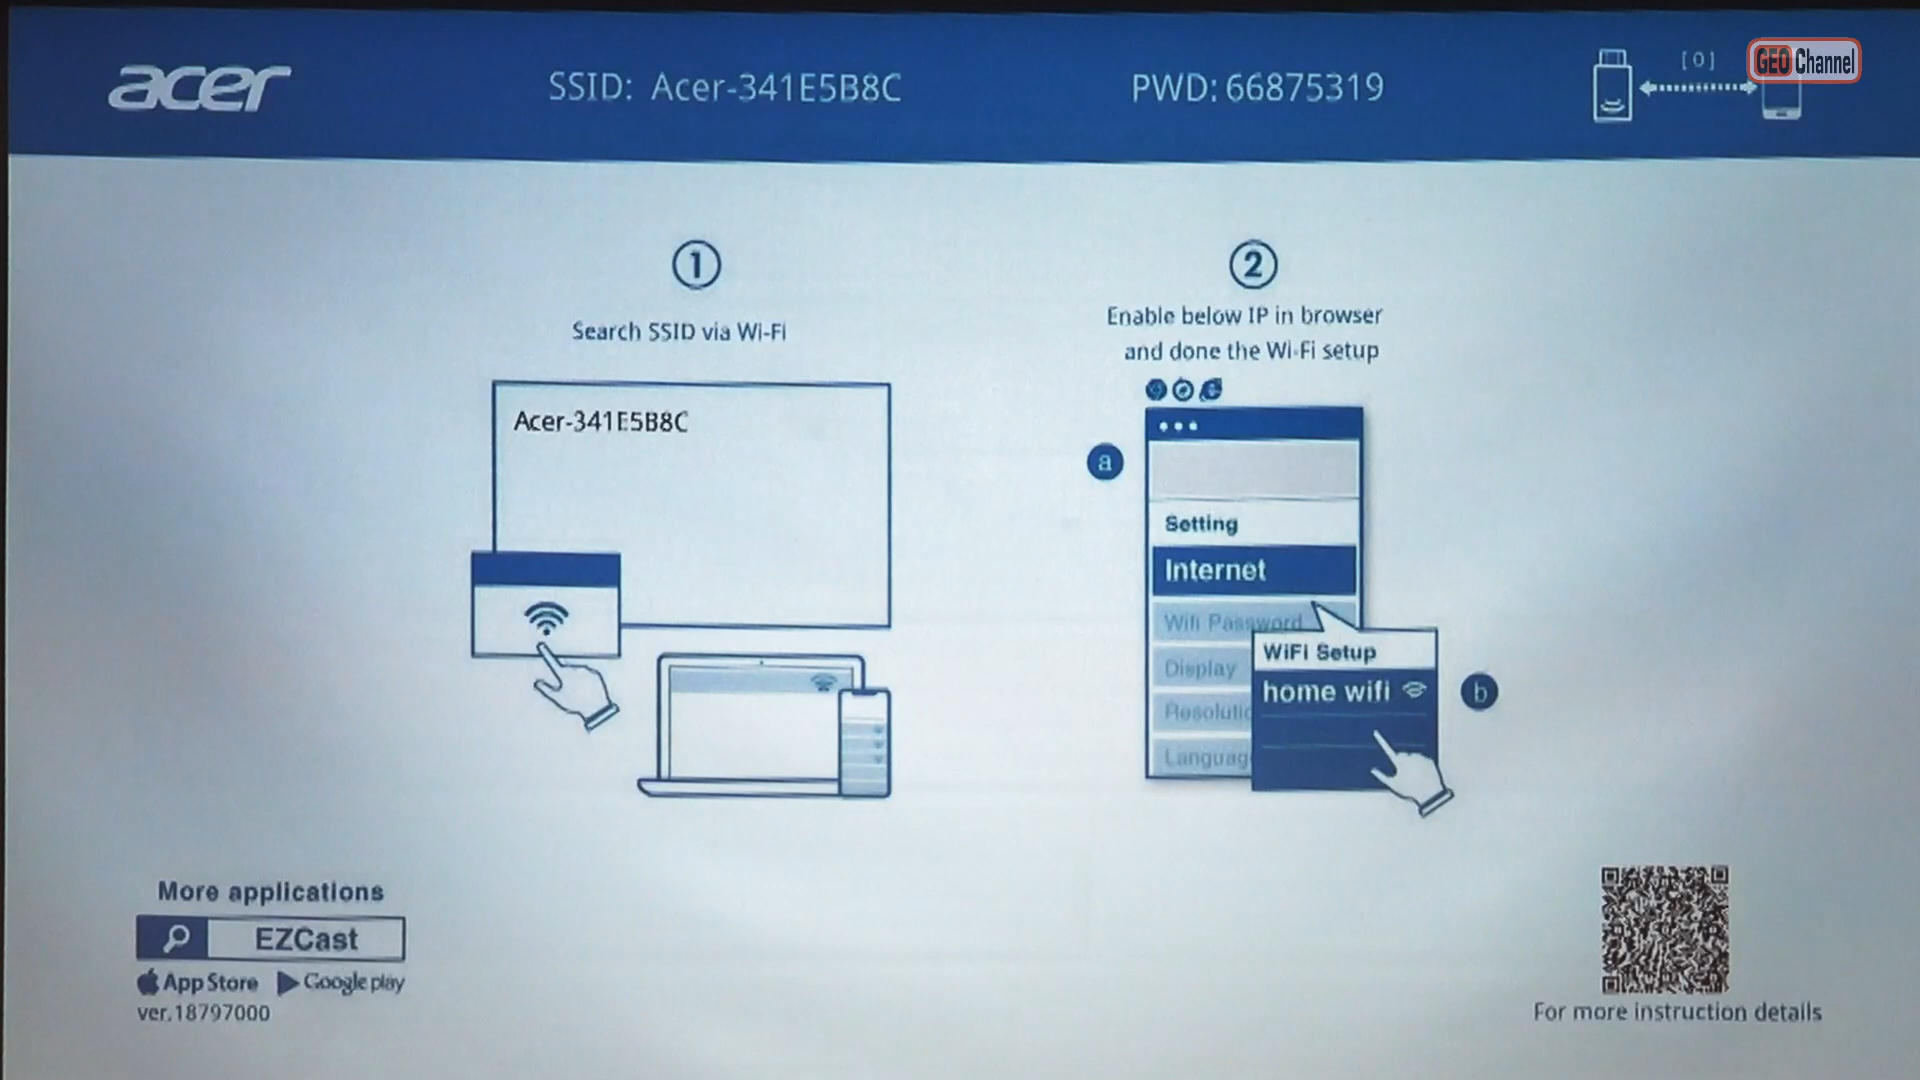 acer
SSID: Acer-341E5B8C
PWD: 66875319
[0]
GEO Channel
1
Search SSID via Wi-Fi
Acer-341E5B8C
2
Enable below IP in browser
and done the Wi-Fi setup
a
Setting
Internet
Wifi Password
Display
WiFi Setup
home wifi
b
More applications
EZCast
App Store Google play
ver.18797000
For more instruction details